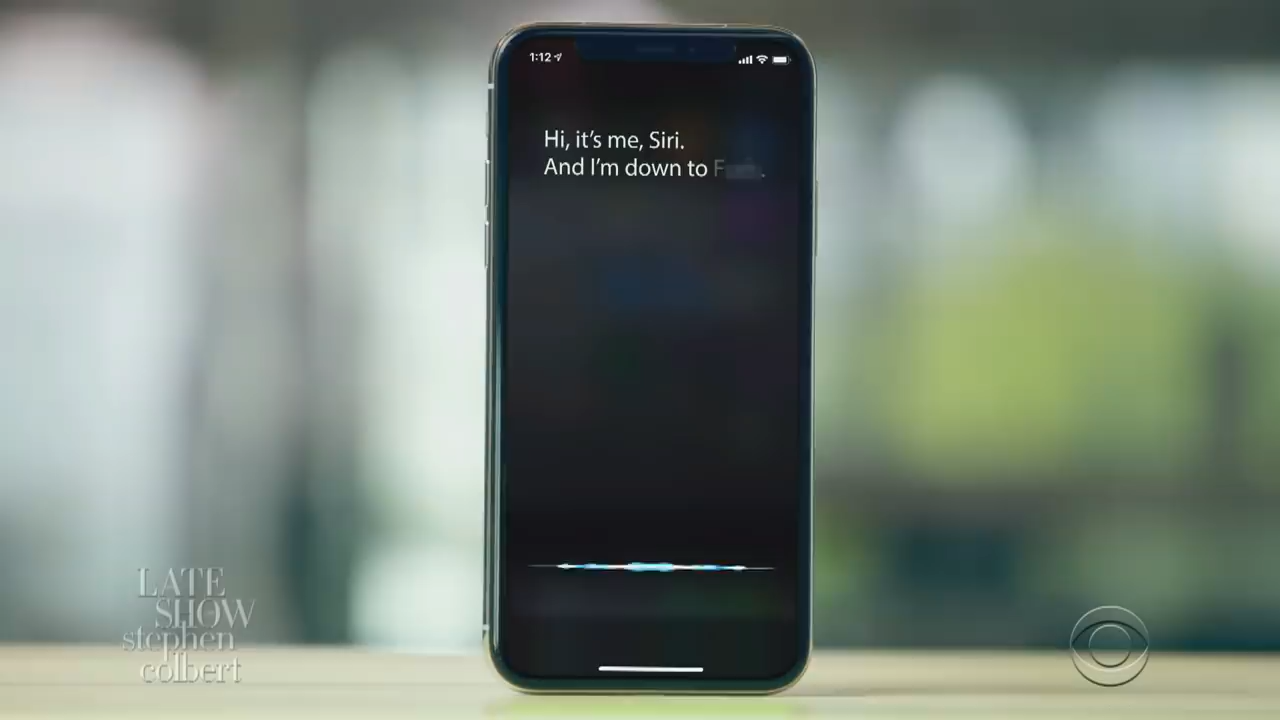 1:12
Hi, it's me, Siri.
And I'm down to
LATE
SHOW
stephen
colbert